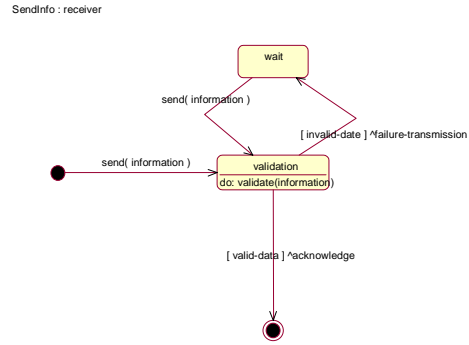 SendInfo : receiver
wait
send( information )
[ invalid-date ] ^failure-transmission
send( information )
validation
do: validate(information)
[ valid-data ] ^acknowledge